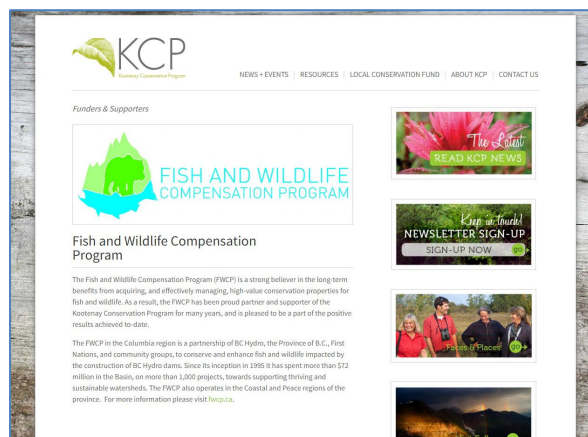 KCP
Kootenay Conservation Program
NEWS + EVENTS | RESOURCES | LOCAL CONSERVATION FUND | ABOUT KCP | CONTACT US
Funders & Supporters
FISH AND WILDLIFE
COMPENSATION PROGRAM
Fish and Wildlife Compensation
Program
The Fish and Wildlife Compensation Program (FWCP) is a strong believer in the long-term
benefits from acquiring, and effectively managing, high-value conservation properties for
fish and wildlife. As a result, the FWCP has been proud partner and supporter of the
Kootenay Conservation Program for many years, and is pleased to be a part of the positive
results achieved to-date.
The FWCP in the Columbia region is a partnership of BC Hydro, the Province of B.C., First
Nations, and community groups, to conserve and enhance fish and wildlife impacted by
the construction of BC Hydro dams. Since its inception in 1995 it has spent more than $72
million in the Basin, on more than 1,000 projects, towards supporting thriving and
sustainable watersheds. The FWCP also operates in the Coastal and Peace regions of the
province. For more information please visit fwcp.ca.
The Latest
READ KCP NEWS
Keep in touch!
NEWSLETTER SIGN-UP
SIGN-UP NOW go
Faces & Places go